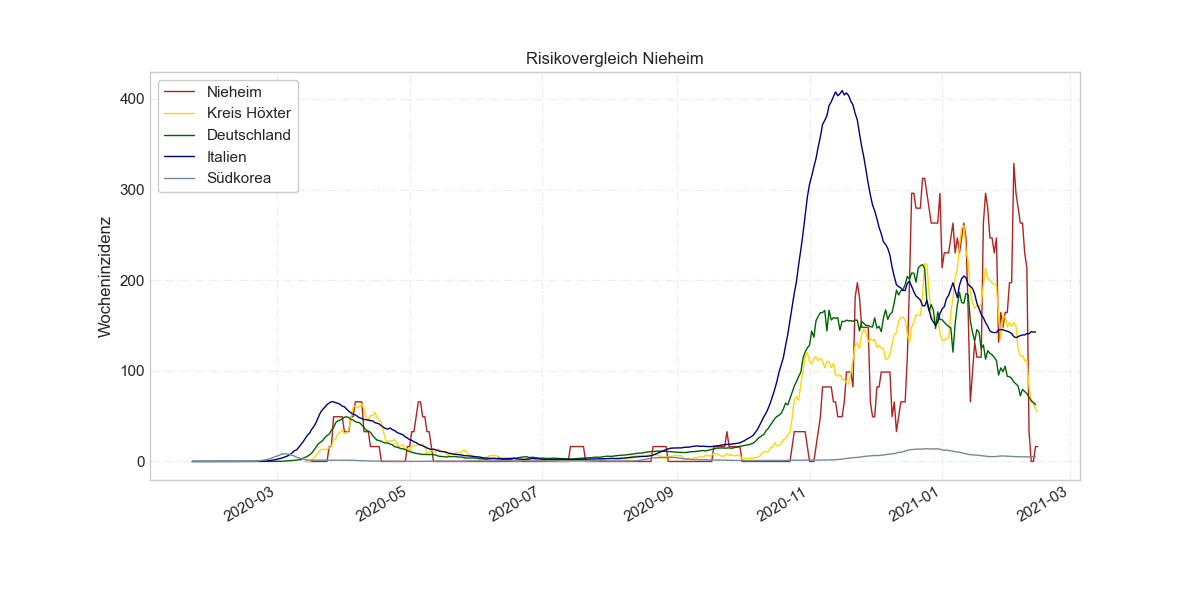 Risikovergleich Nieheim
Nieheim
Kreis Höxter
Deutschland
Italien
Südkorea
Wocheninzidenz
400
300
200
100
0
2020-03
2020-05
2020-07
2020-09
2020-11
2021-01
2021-03